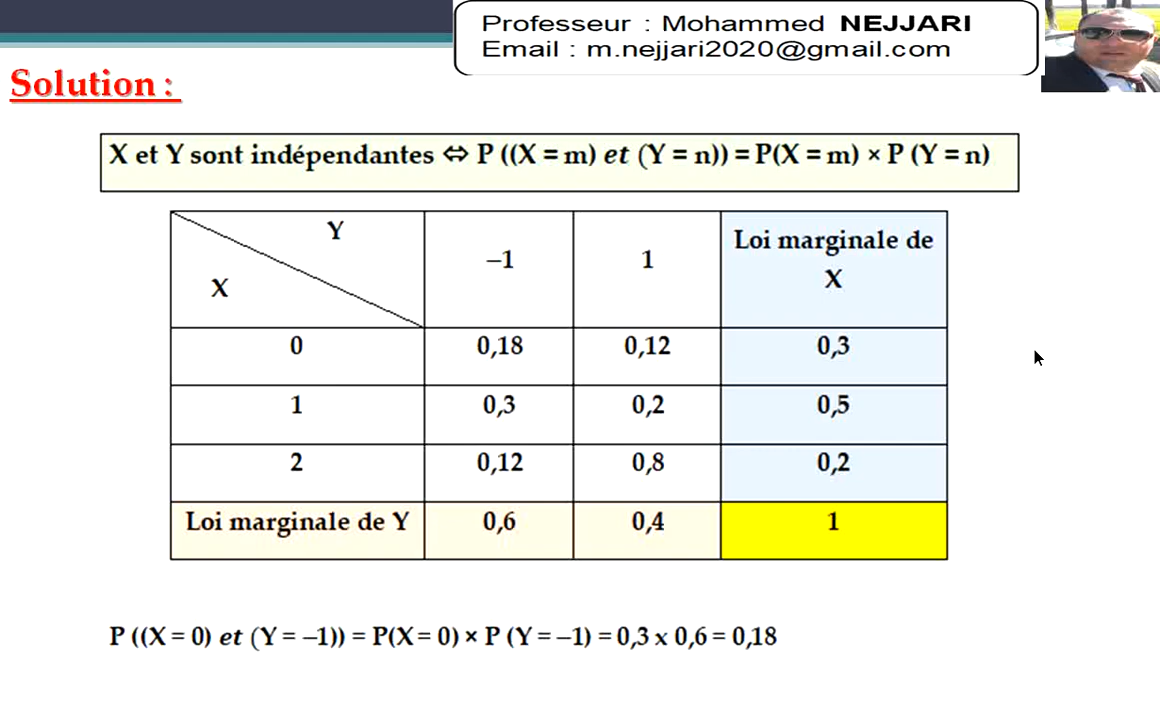 Professeur : Mohammed NEJJARI
Email : m.nejjari2020@gmail.com
Solution :
X et Y sont indépendantes ⇔ P ((X = m) et (Y = n)) = P(X = m) × P (Y = n)
Y
X
–1
1
Loi marginale de
X
0 0,18 0,12 0,3
1 0,3 0,2 0,5
2 0,12 0,8 0,2
Loi marginale de Y 0,6 0,4 1
P ((X = 0) et (Y = –1)) = P(X = 0) × P (Y = –1) = 0,3 x 0,6 = 0,18